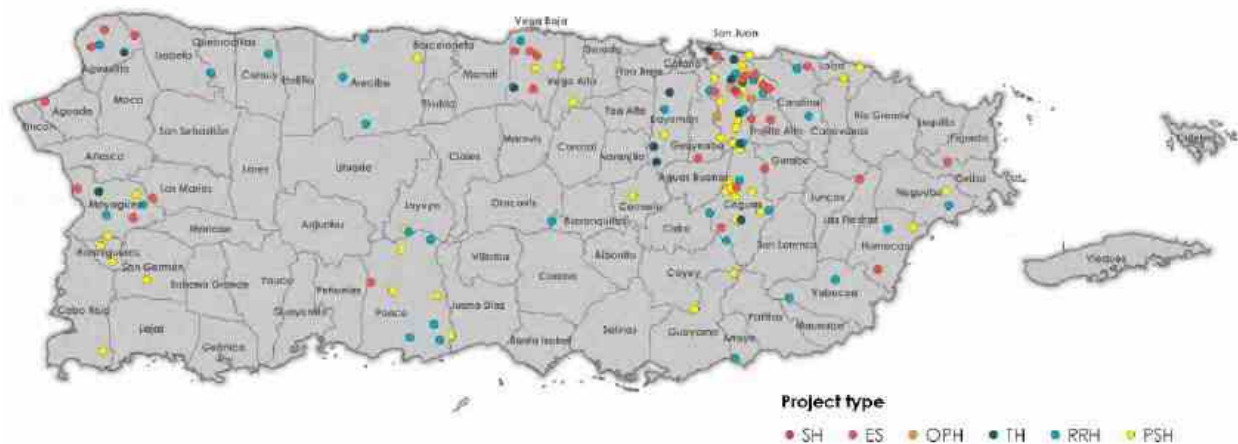 Vega Baja
San Juan
Quebradillas
Barceloneta
Isabela
Camuy
Hatillo
Arecibo
Manatí
Dorado
Cataño
Loíza
Aguadilla
Vega Alta
Toa Baja
Aguada
Moca
Florida
Toa Alta
Bayamón
Carolina
Río Grande
Rincón
San Sebastián
Morovis
Trujillo Alto
Canóvanas
Luquillo
Fajardo
Culebra
Añasco
Lares
Utuado
Ciales
Corozal
Naranjito
Guaynabo
Las Marías
Aguas Buenas
Gurabo
Ceiba
Mayagüez
Jayuya
Orocovis
Comerío
Caguas
Juncos
Naguabo
Maricao
Adjuntas
Barranquitas
Cidra
Las Piedras
Hormigueros
San Germán
Villalba
Aibonito
San Lorenzo
Humacao
Vieques
Sabana Grande
Yauco
Peñuelas
Coamo
Cayey
Cabo Rojo
Lajas
Guánica
Guayanilla
Ponce
Juana Díaz
Yabucoa
Santa Isabel
Salinas
Guayama
Patillas
Maunabo
Arroyo
Project type
SH ES OPH TH RRH PSH